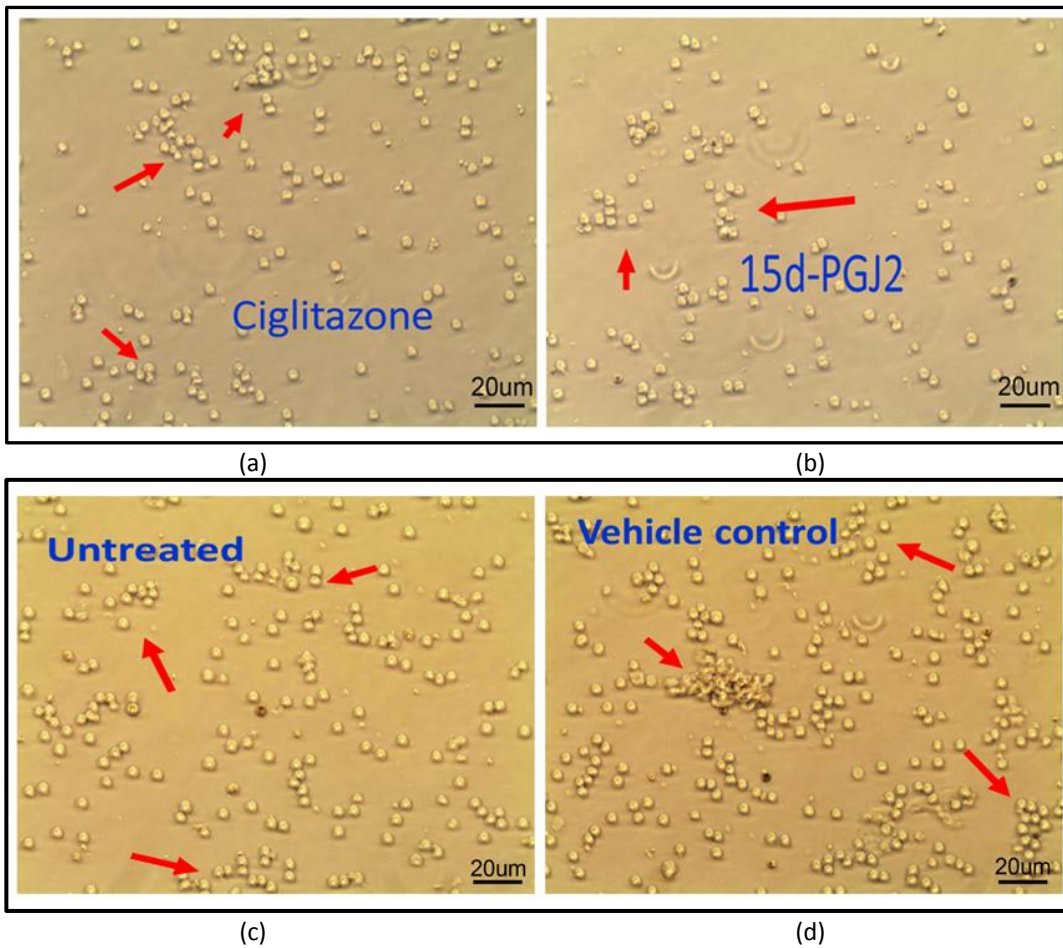 Ciglitazone
20um
15d-PGJ2
20um
(a)
(b)
Untreated
20um
Vehicle control
20um
(c)
(d)